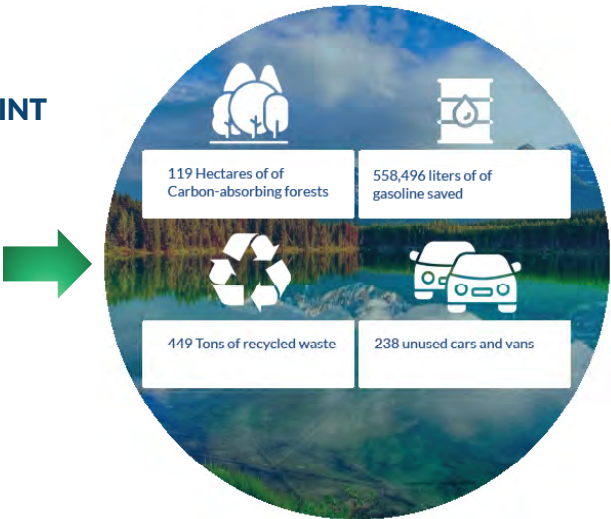 INT
119 Hectares of of
Carbon-absorbing forests
558,496 liters of of
gasoline saved
449 Tons of recycled waste
238 unused cars and vans